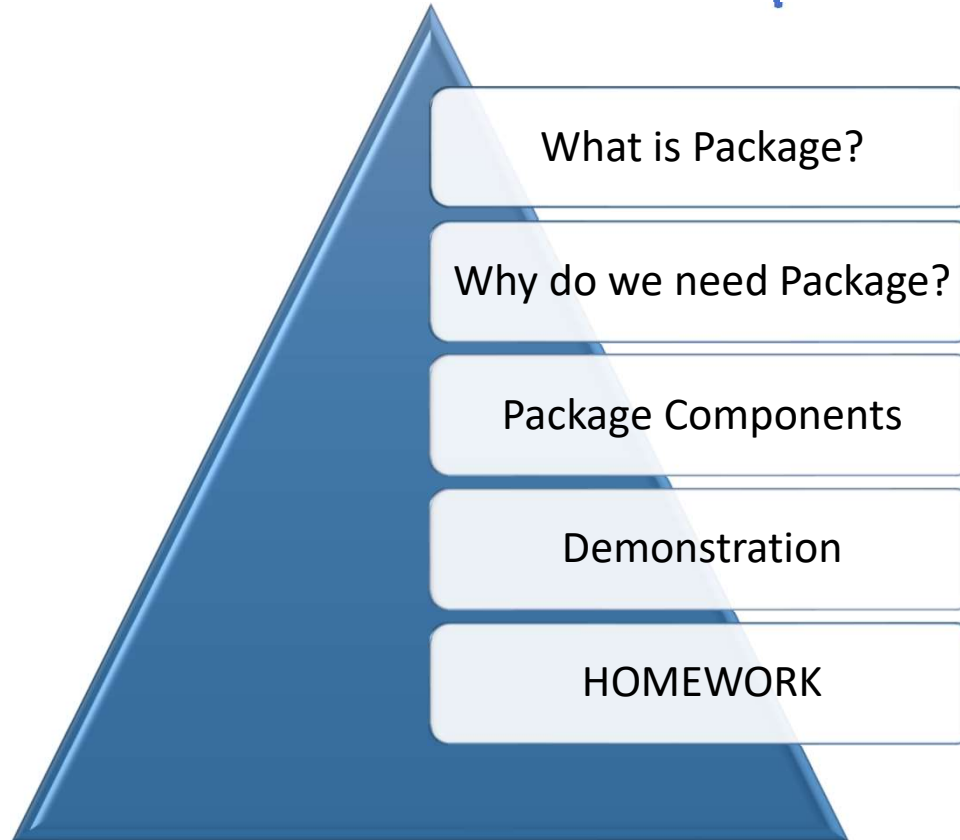 What is Package?
Why do we need Package?
Package Components
Demonstration
HOMEWORK